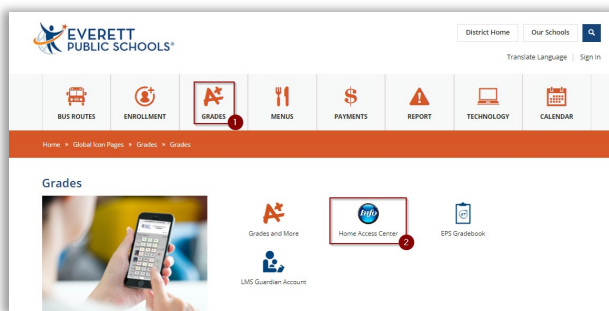 EVERETT
PUBLIC SCHOOLS®
District Home
Our Schools
Translate Language | Sign In
BUS ROUTES
ENROLLMENT
GRADES
MENUS
PAYMENTS
REPORT
TECHNOLOGY
CALENDAR
1
Home » Global Icon Pages » Grades » Grades
Grades
Info
Grades and More
Home Access Center
EPS Gradebook
2
LMS Guardian Account